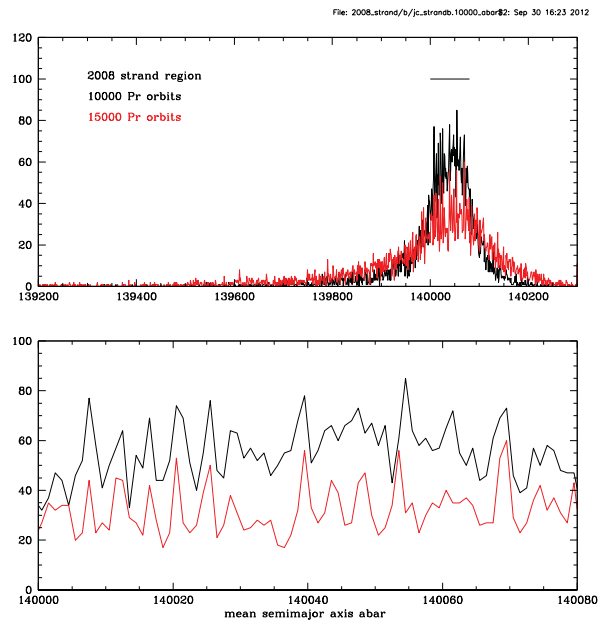 File: 2008_strand/b/jc_strandb.10000_abar$2: Sep 30 16:23 2012
120
100
80
60
40
20
0
2008 strand region
10000 Pr orbits
15000 Pr orbits
139200 139400 139600 139800 140000 140200
100
80
60
40
20
0
140000 140020 140040 140060 140080
mean semimajor axis abar